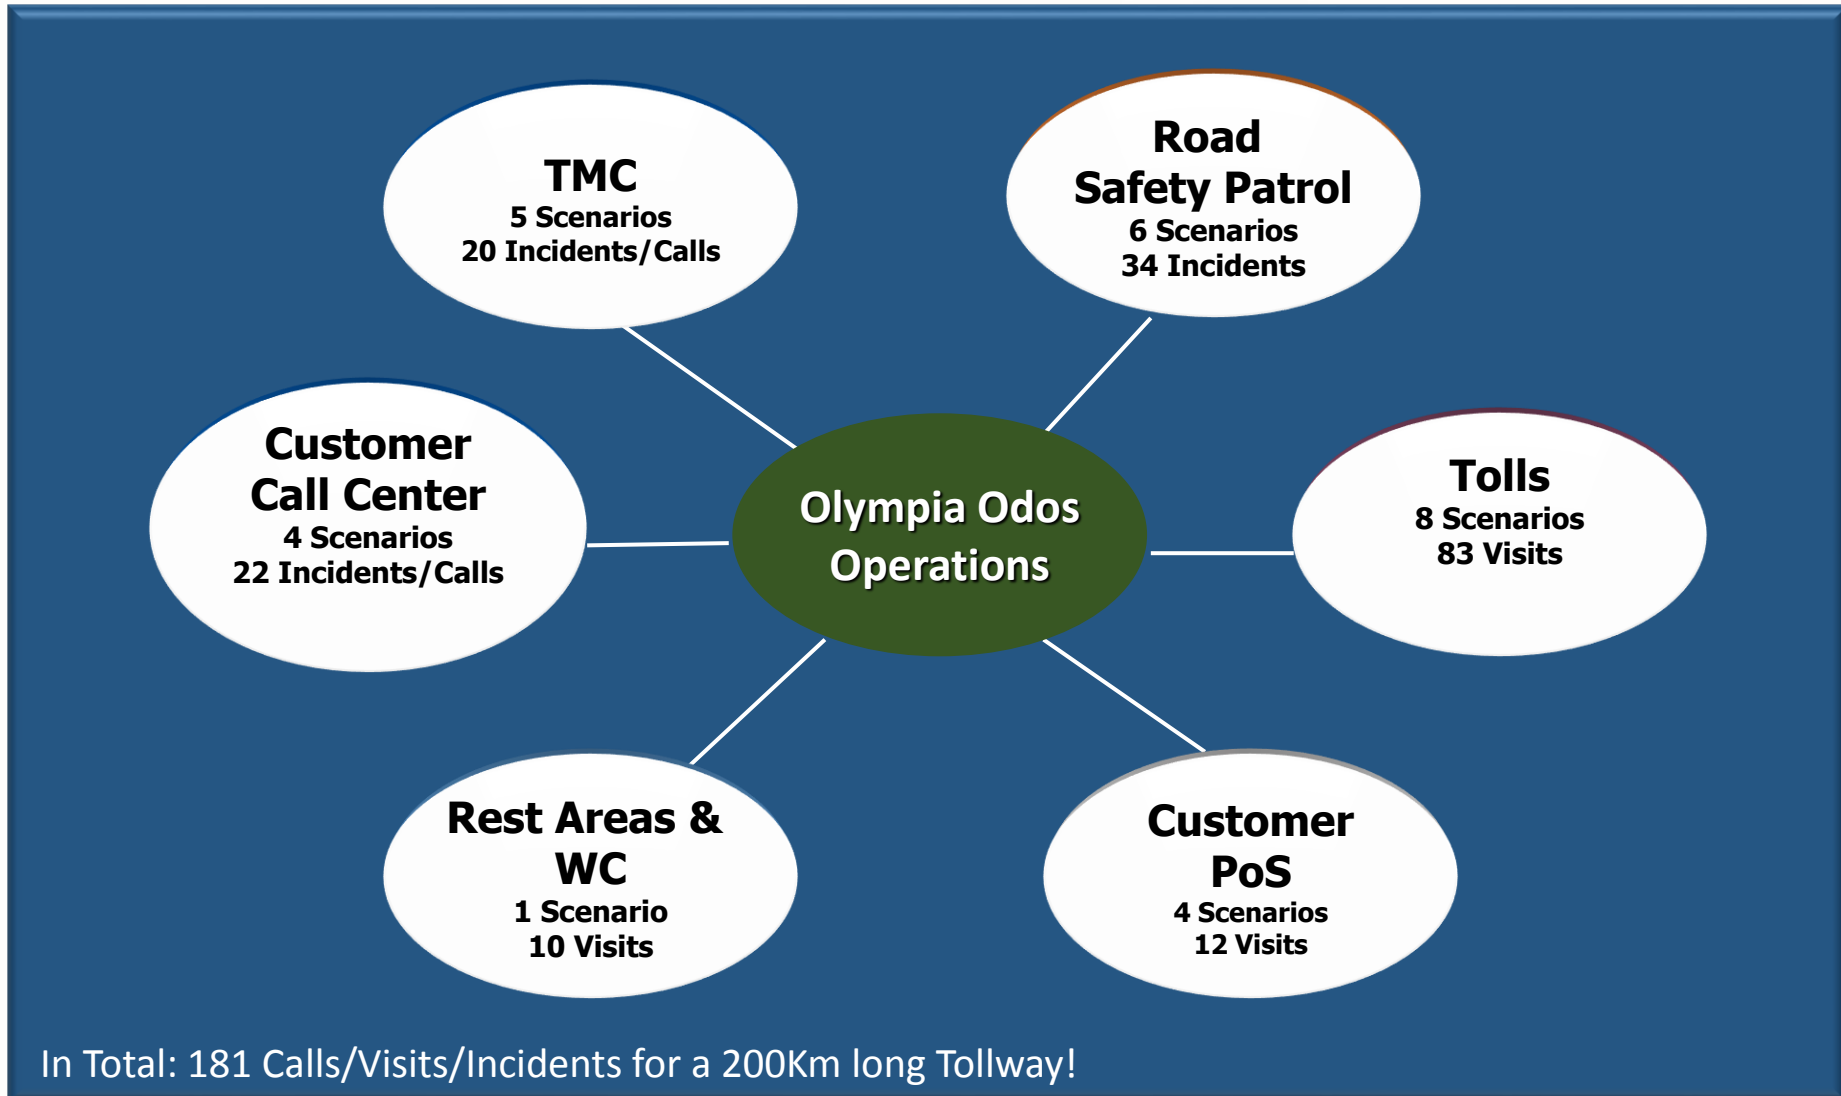 TMC
5 Scenarios
20 Incidents/Calls
Road
Safety Patrol
6 Scenarios
34 Incidents
Customer
Call Center
4 Scenarios
22 Incidents/Calls
Olympia Odos
Operations
Tolls
8 Scenarios
83 Visits
Rest Areas &
WC
1 Scenario
10 Visits
Customer
PoS
4 Scenarios
12 Visits
In Total: 181 Calls/Visits/Incidents for a 200Km long Tollway!